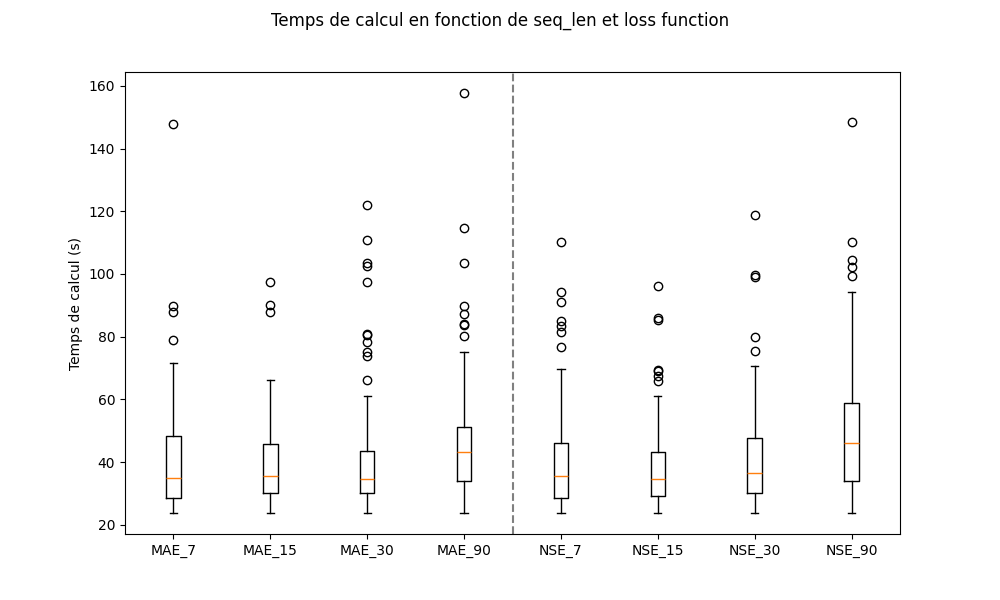 Temps de calcul en fonction de seq_len et loss function
Temps de calcul (s)
160
140
120
100
80
60
40
20
MAE_7 MAE_15 MAE_30 MAE_90 NSE_7 NSE_15 NSE_30 NSE_90